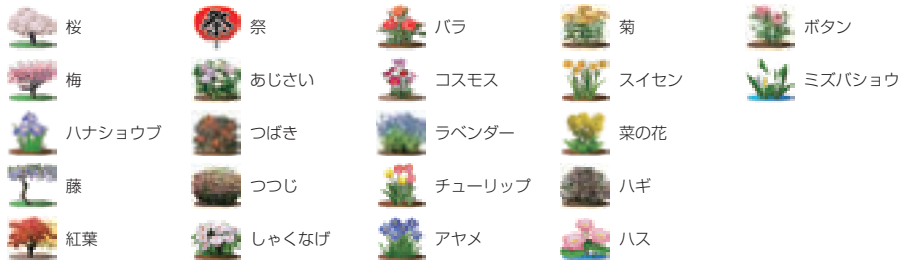 桜
祭
バラ
菊
ボタン
梅
あじさい
コスモス
スイセン
ミズバショウ
ハナショウブ
つばき
ラベンダー
菜の花
藤
つつじ
チューリップ
ハギ
紅葉
しゃくなげ
アヤメ
ハス